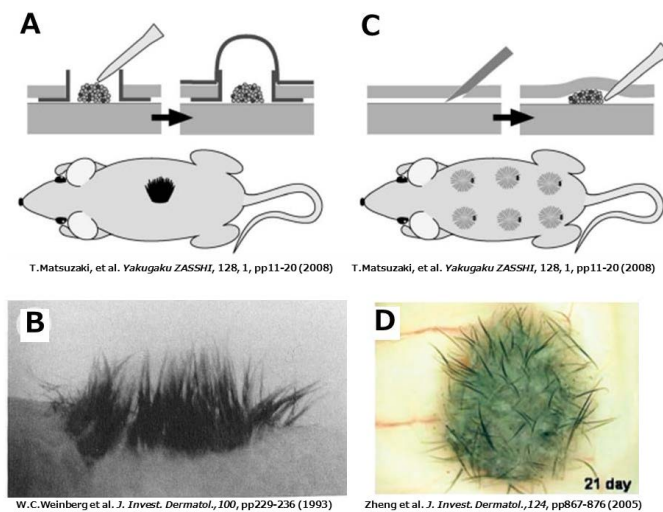 A
C
T.Matsuzaki, et al. Yakugaku ZASSHI, 128, 1, pp11-20 (2008)
T.Matsuzaki, et al. Yakugaku ZASSHI, 128, 1, pp11-20 (2008)
B
D
21 day
W.C.Weinberg et al. J. Invest. Dermatol.,100, pp229-236 (1993)
Zheng et al. J. Invest. Dermatol.,124, pp867-876 (2005)